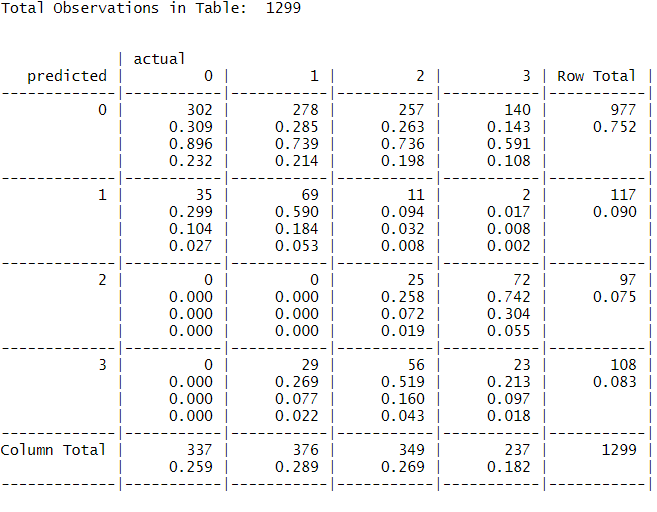 Total Observations in Table:  1299
             | actual
   predicted |         0 |         1 |         2 |         3 | Row Total |
-------------|-----------|-----------|-----------|-----------|-----------|
           0 |       302 |       278 |       257 |       140 |       977 |
             |     0.309 |     0.285 |     0.263 |     0.143 |     0.752 |
             |     0.896 |     0.739 |     0.736 |     0.591 |           |
             |     0.232 |     0.214 |     0.198 |     0.108 |           |
-------------|-----------|-----------|-----------|-----------|-----------|
           1 |        35 |        69 |        11 |         2 |       117 |
             |     0.299 |     0.590 |     0.094 |     0.017 |     0.090 |
             |     0.104 |     0.184 |     0.032 |     0.008 |           |
             |     0.027 |     0.053 |     0.008 |     0.002 |           |
-------------|-----------|-----------|-----------|-----------|-----------|
           2 |         0 |         0 |        25 |        72 |        97 |
             |     0.000 |     0.000 |     0.258 |     0.742 |     0.075 |
             |     0.000 |     0.000 |     0.072 |     0.304 |           |
             |     0.000 |     0.000 |     0.019 |     0.055 |           |
-------------|-----------|-----------|-----------|-----------|-----------|
           3 |         0 |        29 |        56 |        23 |       108 |
             |     0.000 |     0.269 |     0.519 |     0.213 |     0.083 |
             |     0.000 |     0.077 |     0.160 |     0.097 |           |
             |     0.000 |     0.022 |     0.043 |     0.018 |           |
-------------|-----------|-----------|-----------|-----------|-----------|
Column Total |       337 |       376 |       349 |       237 |      1299 |
             |     0.259 |     0.289 |     0.269 |     0.182 |           |
-------------|-----------|-----------|-----------|-----------|-----------|